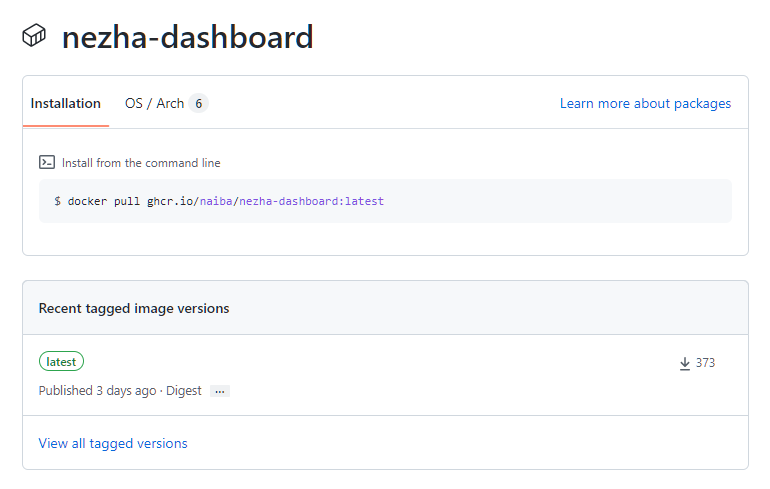 nezha-dashboard
Installation
OS / Arch 6
Learn more about packages
Install from the command line
$ docker pull ghcr.io/naiba/nezha-dashboard:latest
Recent tagged image versions
latest
373
Published 3 days ago · Digest ...
View all tagged versions